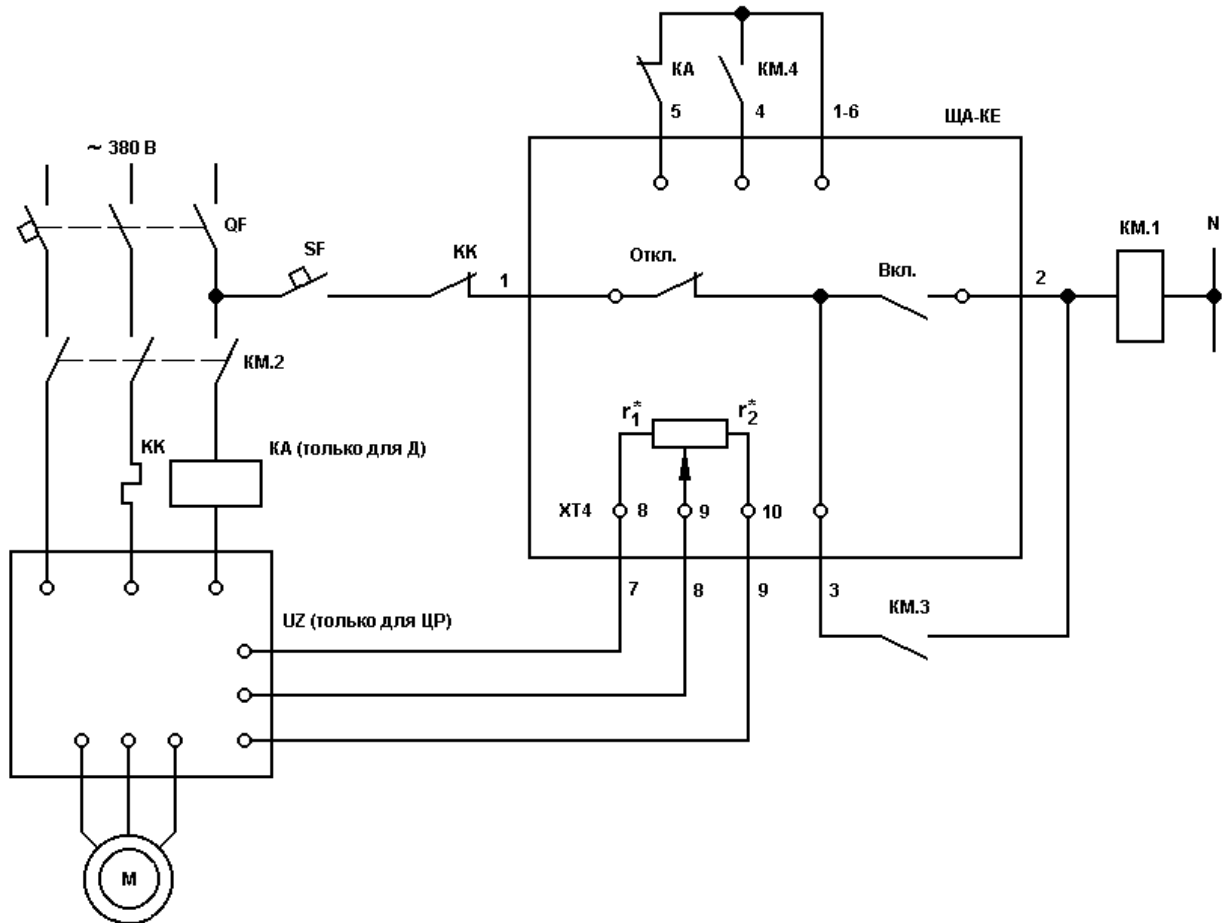 КА
КМ.4
5
4
1-6
ЩА-КЕ
~ 380 В
QF
SF
КК
1
Откл.
Вкл.
2
КМ.1
N
КМ.2
r1*
r2*
КК
КА (только для Д)
ХТ4
8
9
10
7
8
9
3
КМ.3
UZ (только для ЦР)
М